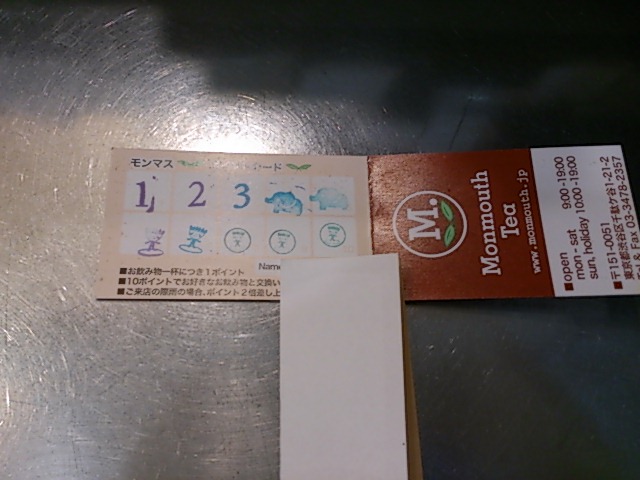 モンマス
ード
1 2 3
Name
■お飲み物一杯につき1ポイント
■10ポイントでお好きなお飲み物と交換い
■ご来店の際雨の場合、ポイント2倍差し上
M.
Monmouth
Tea
www.monmouth.jp
■open
mon - sat 9:00 -19:00
sun, holiday 10:00 -19:00
■〒151-0051
東京都渋谷区千駄ヶ谷1-21-2
03-3478-2357